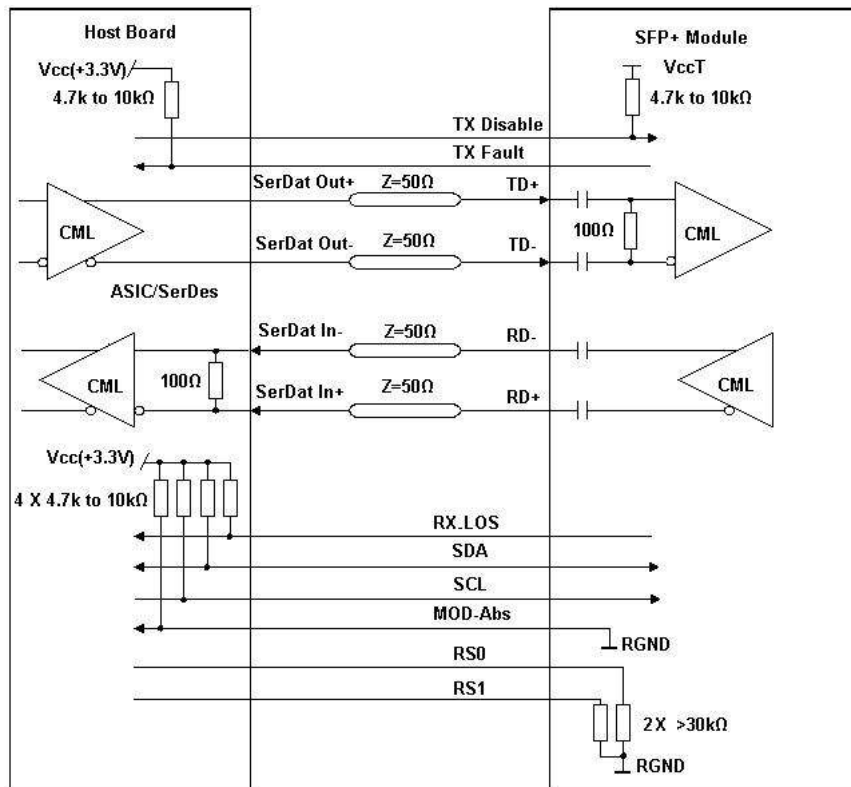 Host Board
SFP+ Module
Vcc(+3.3V)
VccT
4.7k to 10kΩ
4.7k to 10kΩ
TX Disable
TX Fault
SerDat Out+
Z=50Ω
TD+
CML
100Ω
CML
SerDat Out-
Z=50Ω
TD-
ASIC/SerDes
SerDat In-
Z=50Ω
RD-
CML
100Ω
CML
SerDat In+
Z=50Ω
RD+
Vcc(+3.3V)
4 X 4.7k to 10kΩ
RX_LOS
SDA
SCL
MOD-Abs
RGND
RS0
RS1
2X >30kΩ
RGND